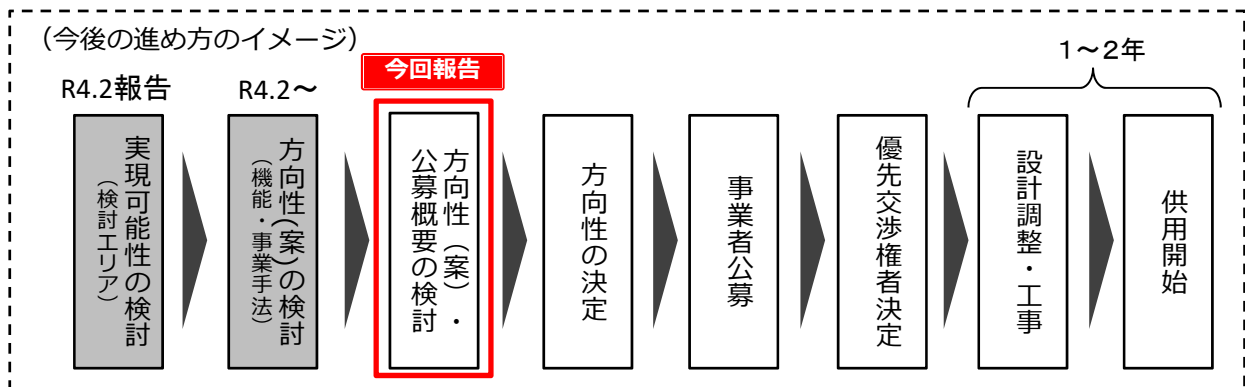 （今後の進め方のイメージ）
今回報告
1～2年
R4.2報告
R4.2～
実現可能性の検討
（検討エリア）
方向性(案)の検討
（機能・事業手法）
方向性（案）・
公募概要の検討
方向性の決定
事業者公募
優先交渉権者決定
設計調整・工事
供用開始